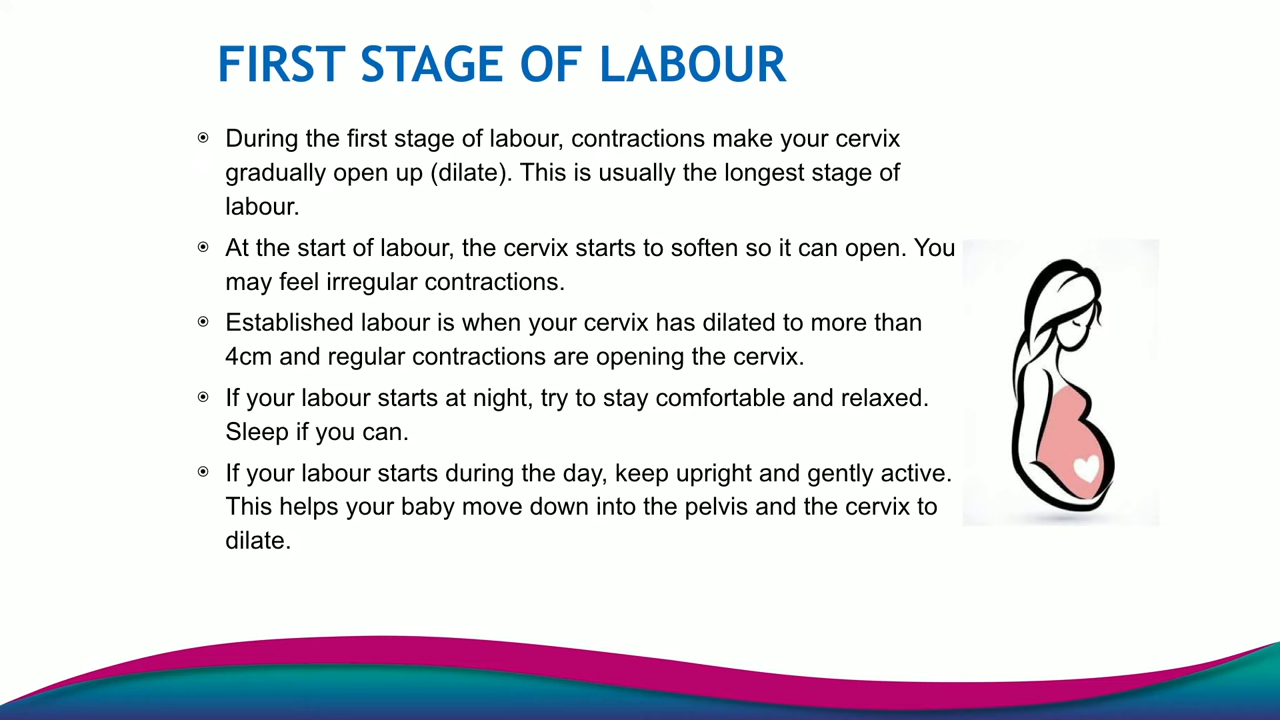 FIRST STAGE OF LABOUR
During the first stage of labour, contractions make your cervix
gradually open up (dilate). This is usually the longest stage of
labour.
At the start of labour, the cervix starts to soften so it can open. You
may feel irregular contractions.
Established labour is when your cervix has dilated to more than
4cm and regular contractions are opening the cervix.
If your labour starts at night, try to stay comfortable and relaxed.
Sleep if you can.
If your labour starts during the day, keep upright and gently active.
This helps your baby move down into the pelvis and the cervix to
dilate.